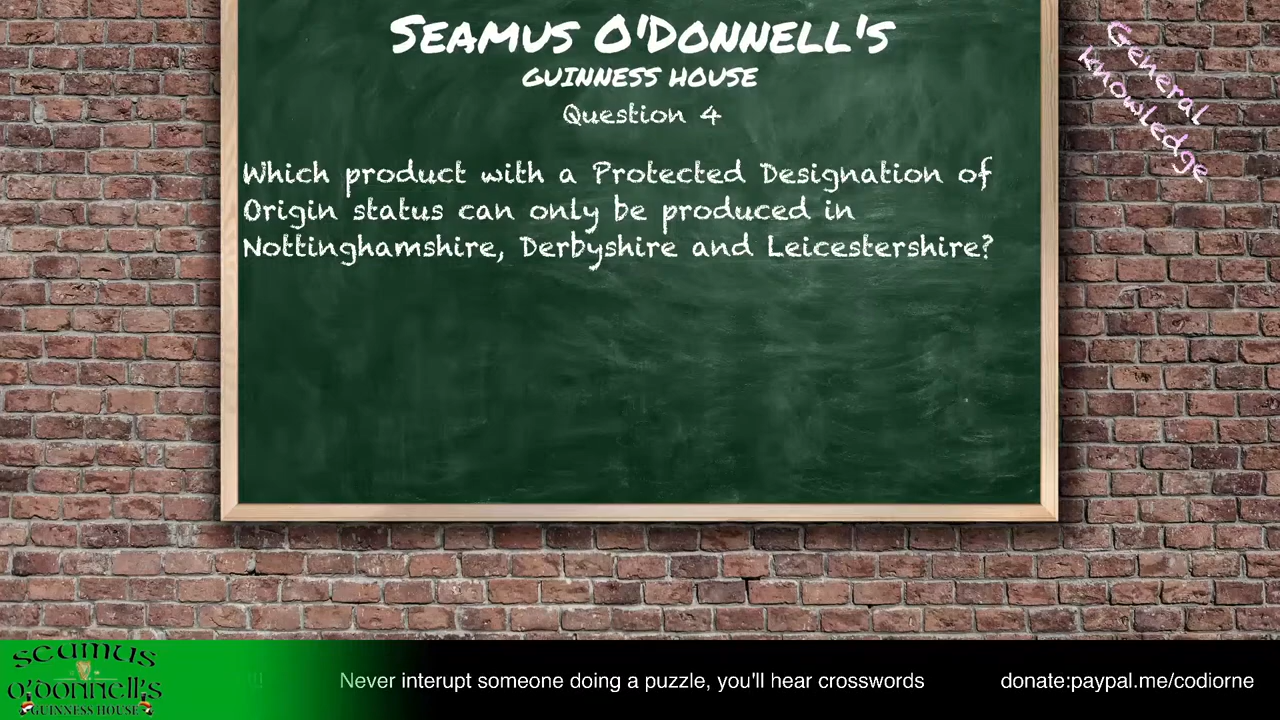 SEAMUS O'DONNELL'S
GUINNESS HOUSE
Question 4
General
knowledge
Which product with a Protected Designation of
Origin status can only be produced in
Nottinghamshire, Derbyshire and Leicestershire?
seamus
o'donnell's
GUINNESS HOUSE
!!
Never interupt someone doing a puzzle, you'll hear crosswords
donate:paypal.me/codiorne